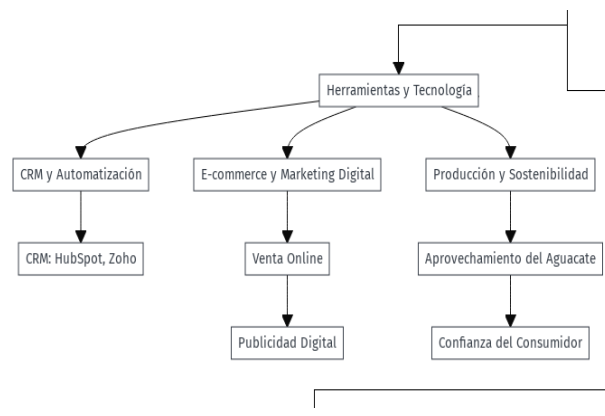 Herramientas y Tecnología
CRM y Automatización
E-commerce y Marketing Digital
Producción y Sostenibilidad
CRM: HubSpot, Zoho
Venta Online
Aprovechamiento del Aguacate
Publicidad Digital
Confianza del Consumidor